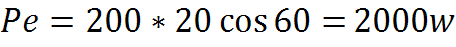 Pe = 200 * 20 cos 60 = 2000w